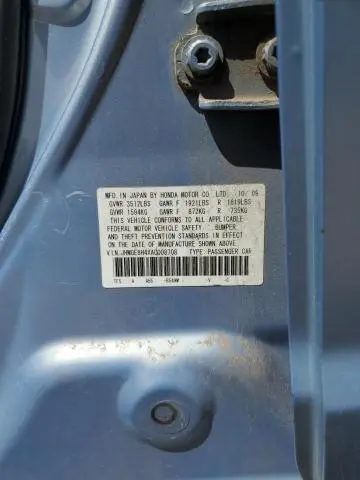 MFD. IN JAPAN BY HONDA MOTOR CO., LTD. 10/09
GVWR 3512LBS GAWR F 1921LBS R 1619LBS
GVWR 1594KG GAWR F 872KG R 735KG
THIS VEHICLE CONFORMS TO ALL APPLICABLE
FEDERAL MOTOR VEHICLE SAFETY, BUMPER,
AND THEFT PREVENTION STANDARDS IN EFFECT
ON THE DATE OF MANUFACTURE SHOWN ABOVE.
V.I.N. TYPE: PASSENGER CAR
TF5 A